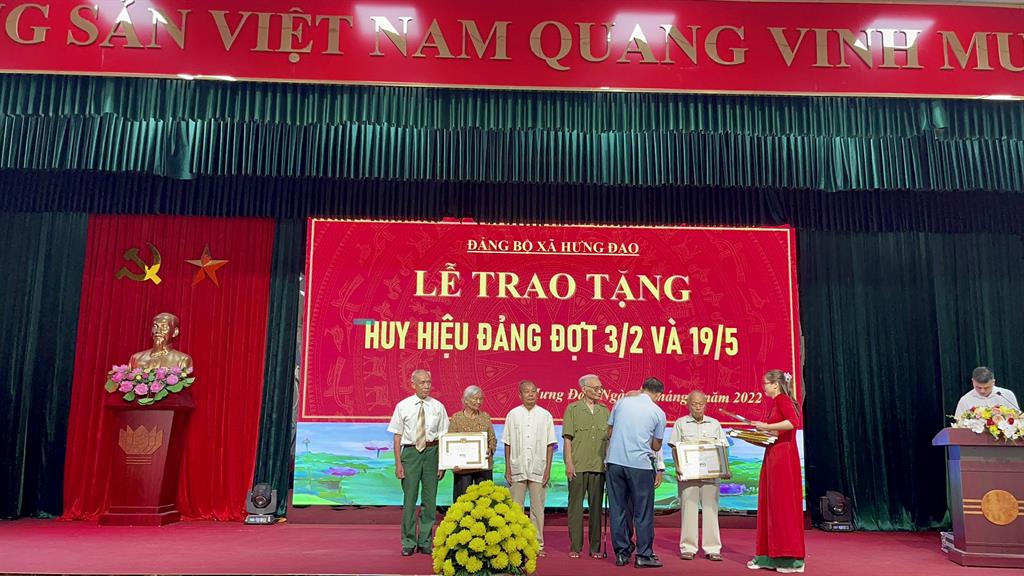 NG SẢN VIỆT NAM QUANG VINH MU
ĐẢNG BỘ XÃ HƯNG ĐẠO
LỄ TRAO TẶNG
HUY HIỆU ĐẢNG ĐỢT 3/2 VÀ 19/5
năm 2022